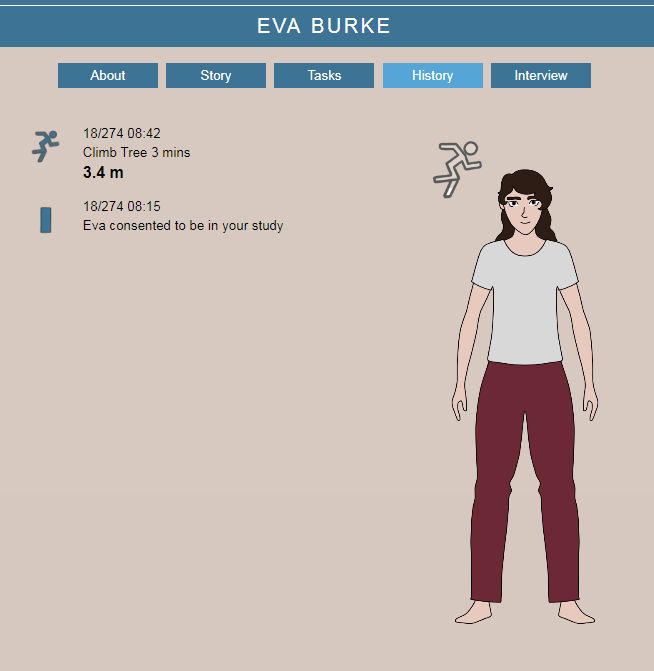 EVA BURKE
About Story Tasks History Interview
18/274 08:42
Climb Tree 3 mins
3.4 m
18/274 08:15
Eva consented to be in your study